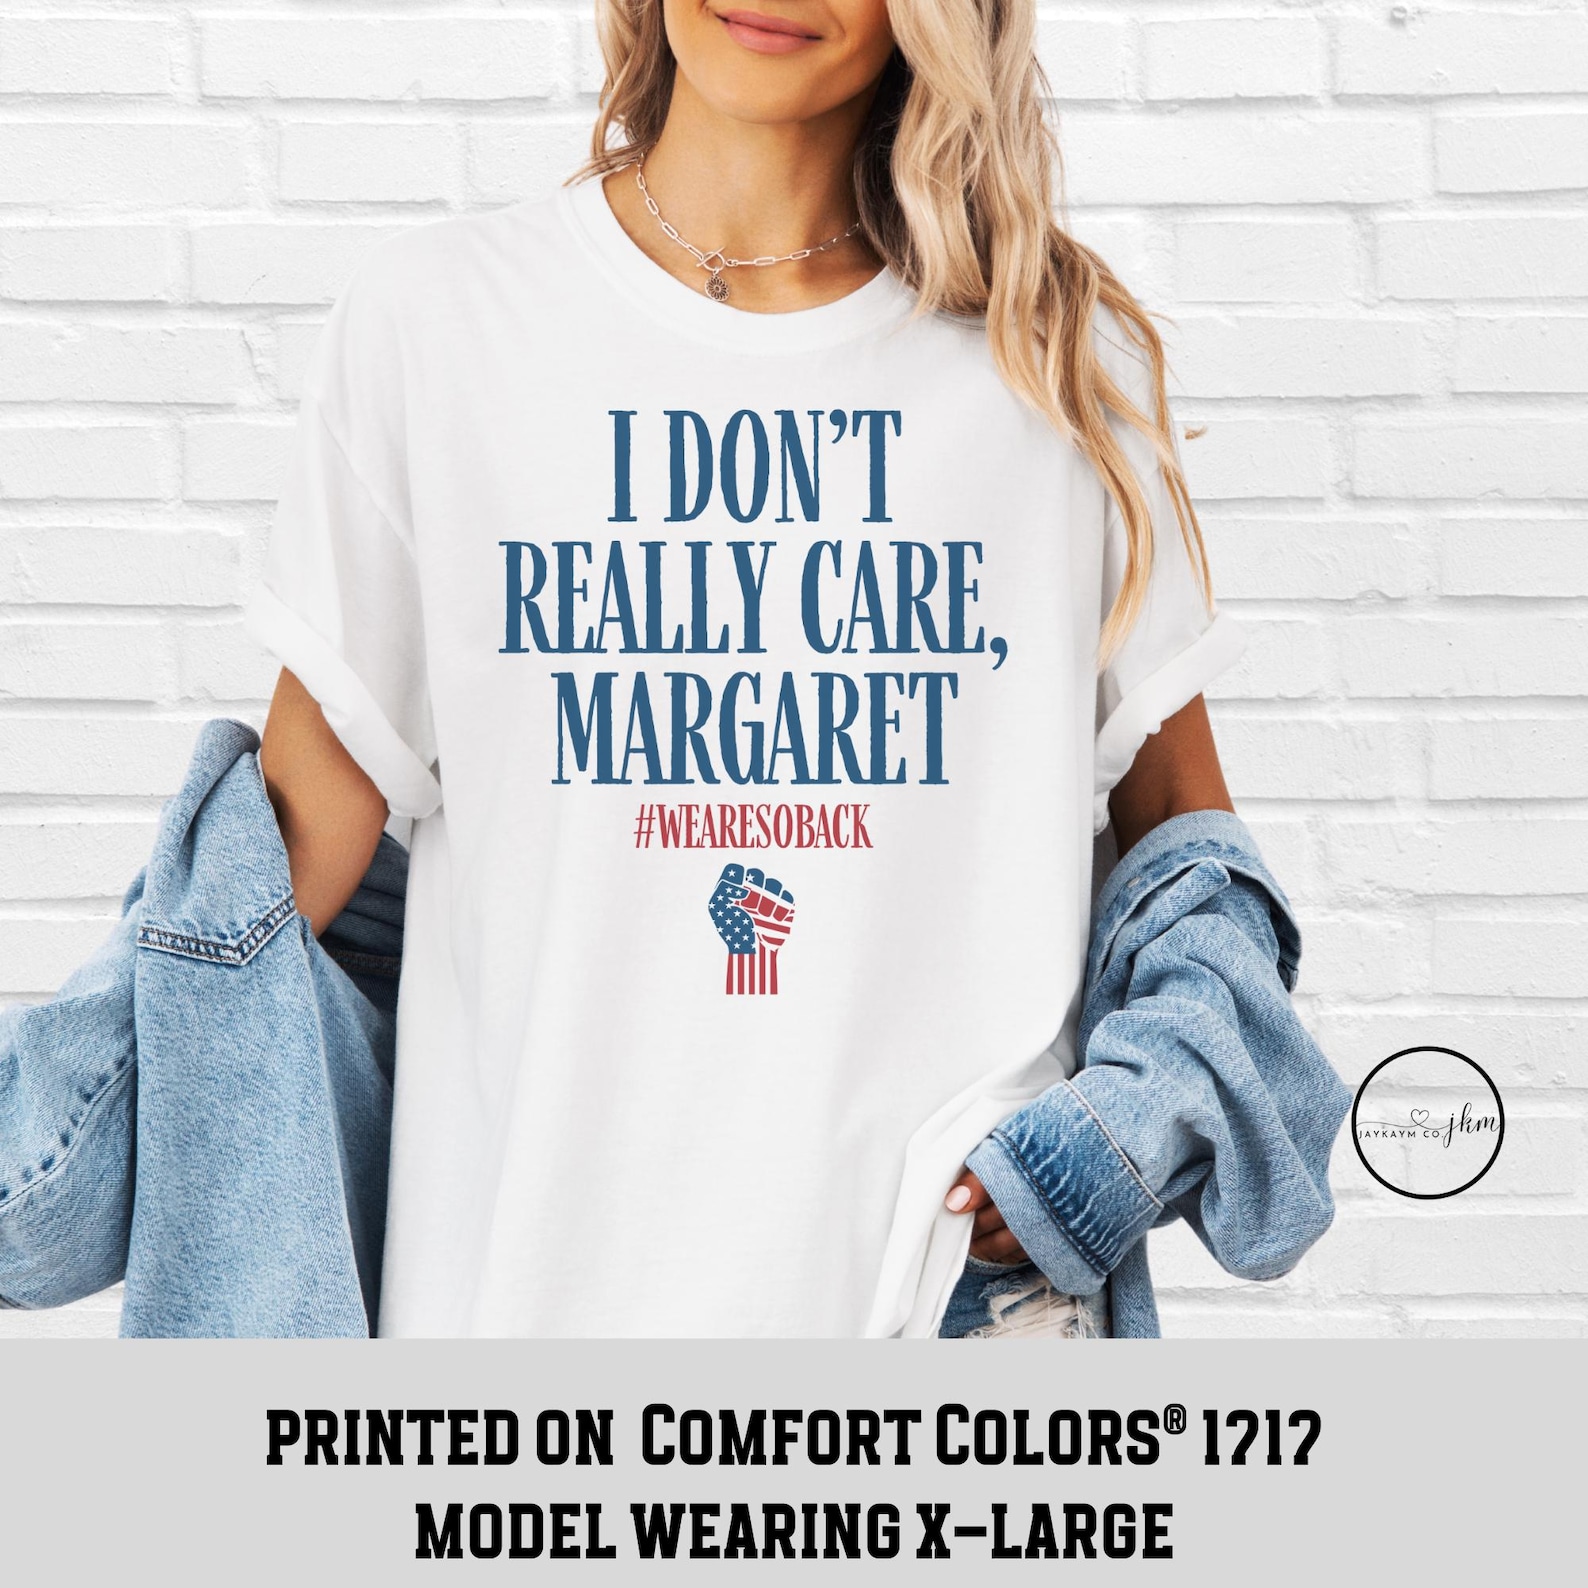 I DON'T
REALLY CARE,
MARGARET
#WEARESOBACK
JAYKAYM CO jkm
PRINTED ON COMFORT COLORS® 1717
MODEL WEARING X-LARGE